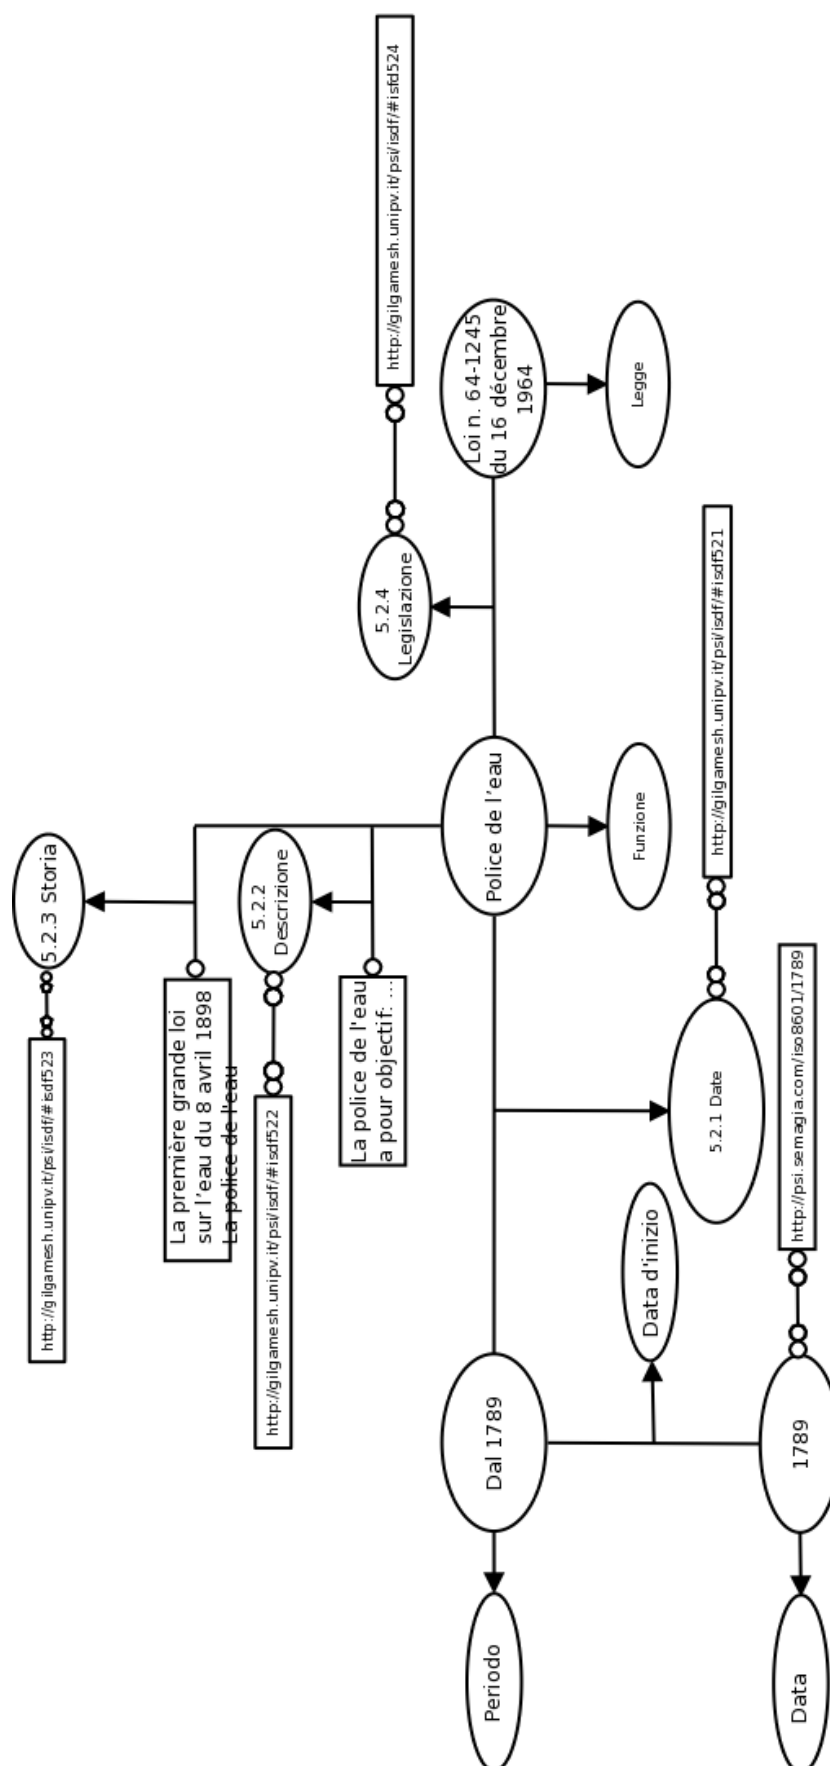 http://gilgamesh.unipv.it/psi/isdf/#isdf523
5.2.3 Storia
La première grande loi
sur l'eau du 8 avril 1898
La police de l'eau
http://gilgamesh.unipv.it/psi/isdf/#isdf522
5.2.2
Descrizione
La police de l'eau
a pour objectif: ...
5.2.4
Legislazione
http://gilgamesh.unipv.it/psi/isdf/#isfd524
Periodo
Dal 1789
Police de l'eau
Loi n. 64-1245
du 16 décembre
1964
Data d'inizio
Funzione
Legge
5.2.1 Date
http://gilgamesh.unipv.it/psi/isdf/#isdf521
Data
1789
http://psi.semagia.com/iso8601/1789